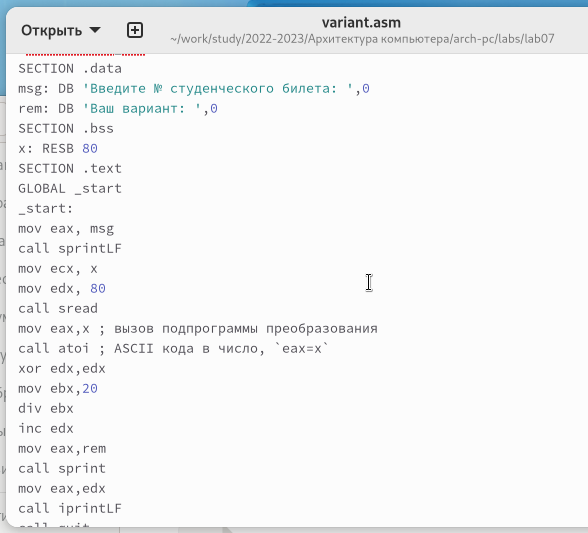 Открыть
variant.asm
~/work/study/2022-2023/Архитектура компьютера/arch-pc/labs/lab07
SECTION .data
msg: DB 'Введите № студенческого билета: ',0
rem: DB 'Ваш вариант: ',0
SECTION .bss
x: RESB 80
SECTION .text
GLOBAL _start
_start:
mov eax, msg
call sprintLF
mov ecx, x
mov edx, 80
call sread
mov eax,x ; вызов подпрограммы преобразования
call atoi ; ASCII кода в число, `eax=x`
xor edx,edx
mov ebx,20
div ebx
inc edx
mov eax,rem
call sprint
mov eax,edx
call iprintLF
call quit